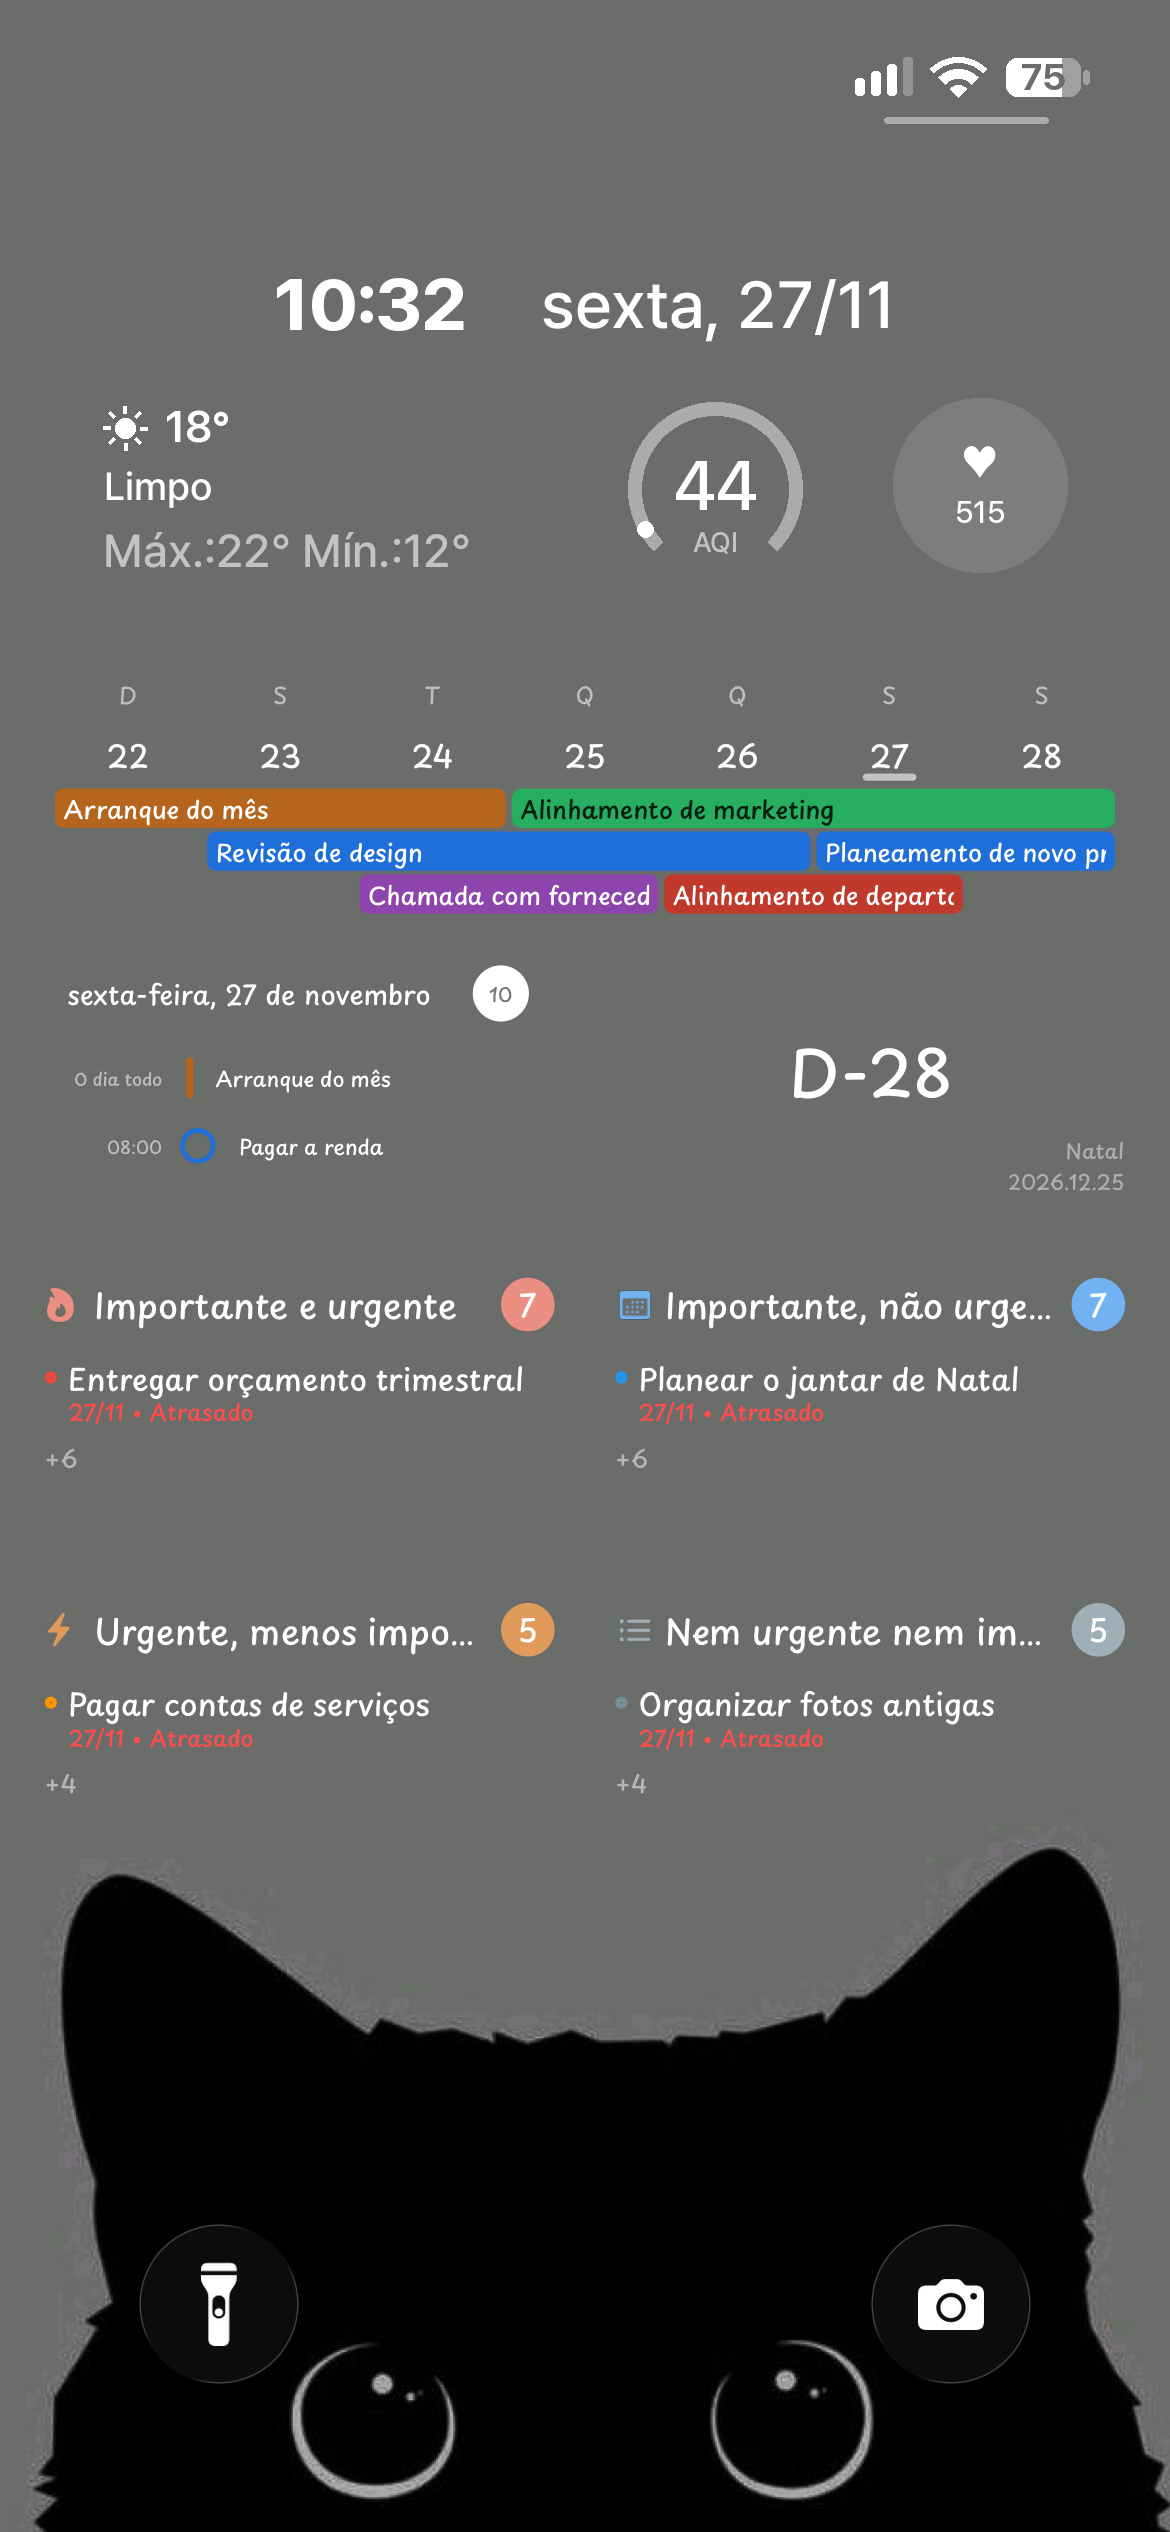 75
10:32 sexta, 27/11
18°
Limpo
Máx.:22° Mín.:12°
44
AQI
515
D S T Q Q S S
22 23 24 25 26 27 28
Arranque do mês
Alinhamento de marketing
Revisão de design
Planeamento de novo pr
Chamada com forneced
Alinhamento de departa
sexta-feira, 27 de novembro 10
O dia todo Arranque do mês
08:00 Pagar a renda
D-28
Natal
2026.12.25
Importante e urgente 7
Entregar orçamento trimestral
27/11 • Atrasado
+6
Importante, não urge... 7
Planear o jantar de Natal
27/11 • Atrasado
+6
Urgente, menos impo... 5
Pagar contas de serviços
27/11 • Atrasado
+4
Nem urgente nem im... 5
Organizar fotos antigas
27/11 • Atrasado
+4